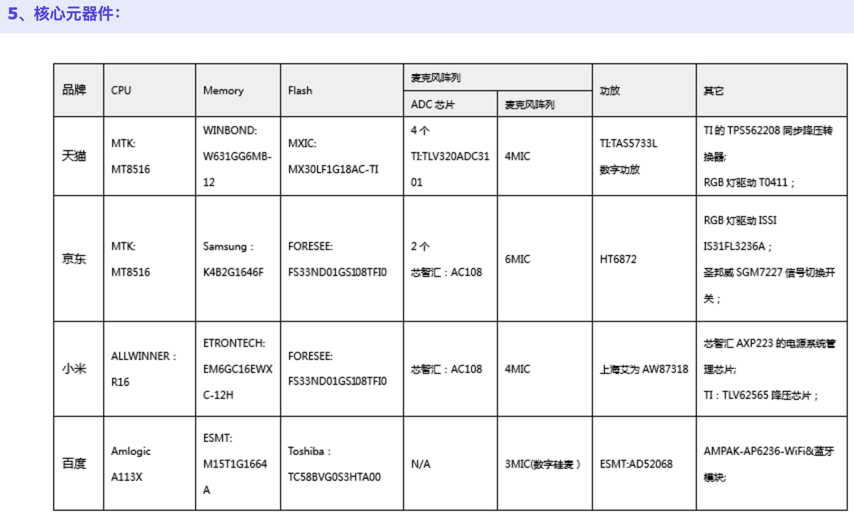 5、核心元器件：
品牌 CPU Memory Flash 麦克风阵列 功放 其它
ADC 芯片 麦克风阵列
天猫 MTK: MT8516 WINBOND: W631GG6MB-12 MXIC: MX30LF1G18AC-TI 4 个 TI:TLV320ADC3101 4MIC TI:TAS5733L 数字功放 TI 的 TPS562208 同步降压转换器; RGB 灯驱动 T0411；
京东 MTK: MT8516 Samsung： K4B2G1646F FORESEE: FS33ND01GS108TFI0 2 个 芯智汇：AC108 6MIC HT6872 RGB 灯驱动 ISSI IS31FL3236A； 圣邦威 SGM7227 信号切换开关；
小米 ALLWINNER： R16 ETRONTECH: EM6GC16EWXC-12H FORESEE: FS33ND01GS108TFI0 芯智汇：AC108 4MIC 上海艾为 AW87318 芯智汇 AXP223 的电源系统管理芯片; TI：TLV62565 降压芯片；
百度 Amlogic A113X ESMT: M15T1G1664A Toshiba： TC58BVG0S3HTA00 N/A 3MIC(数字硅麦） ESMT:AD52068 AMPAK-AP6236-WiFi&蓝牙模块;